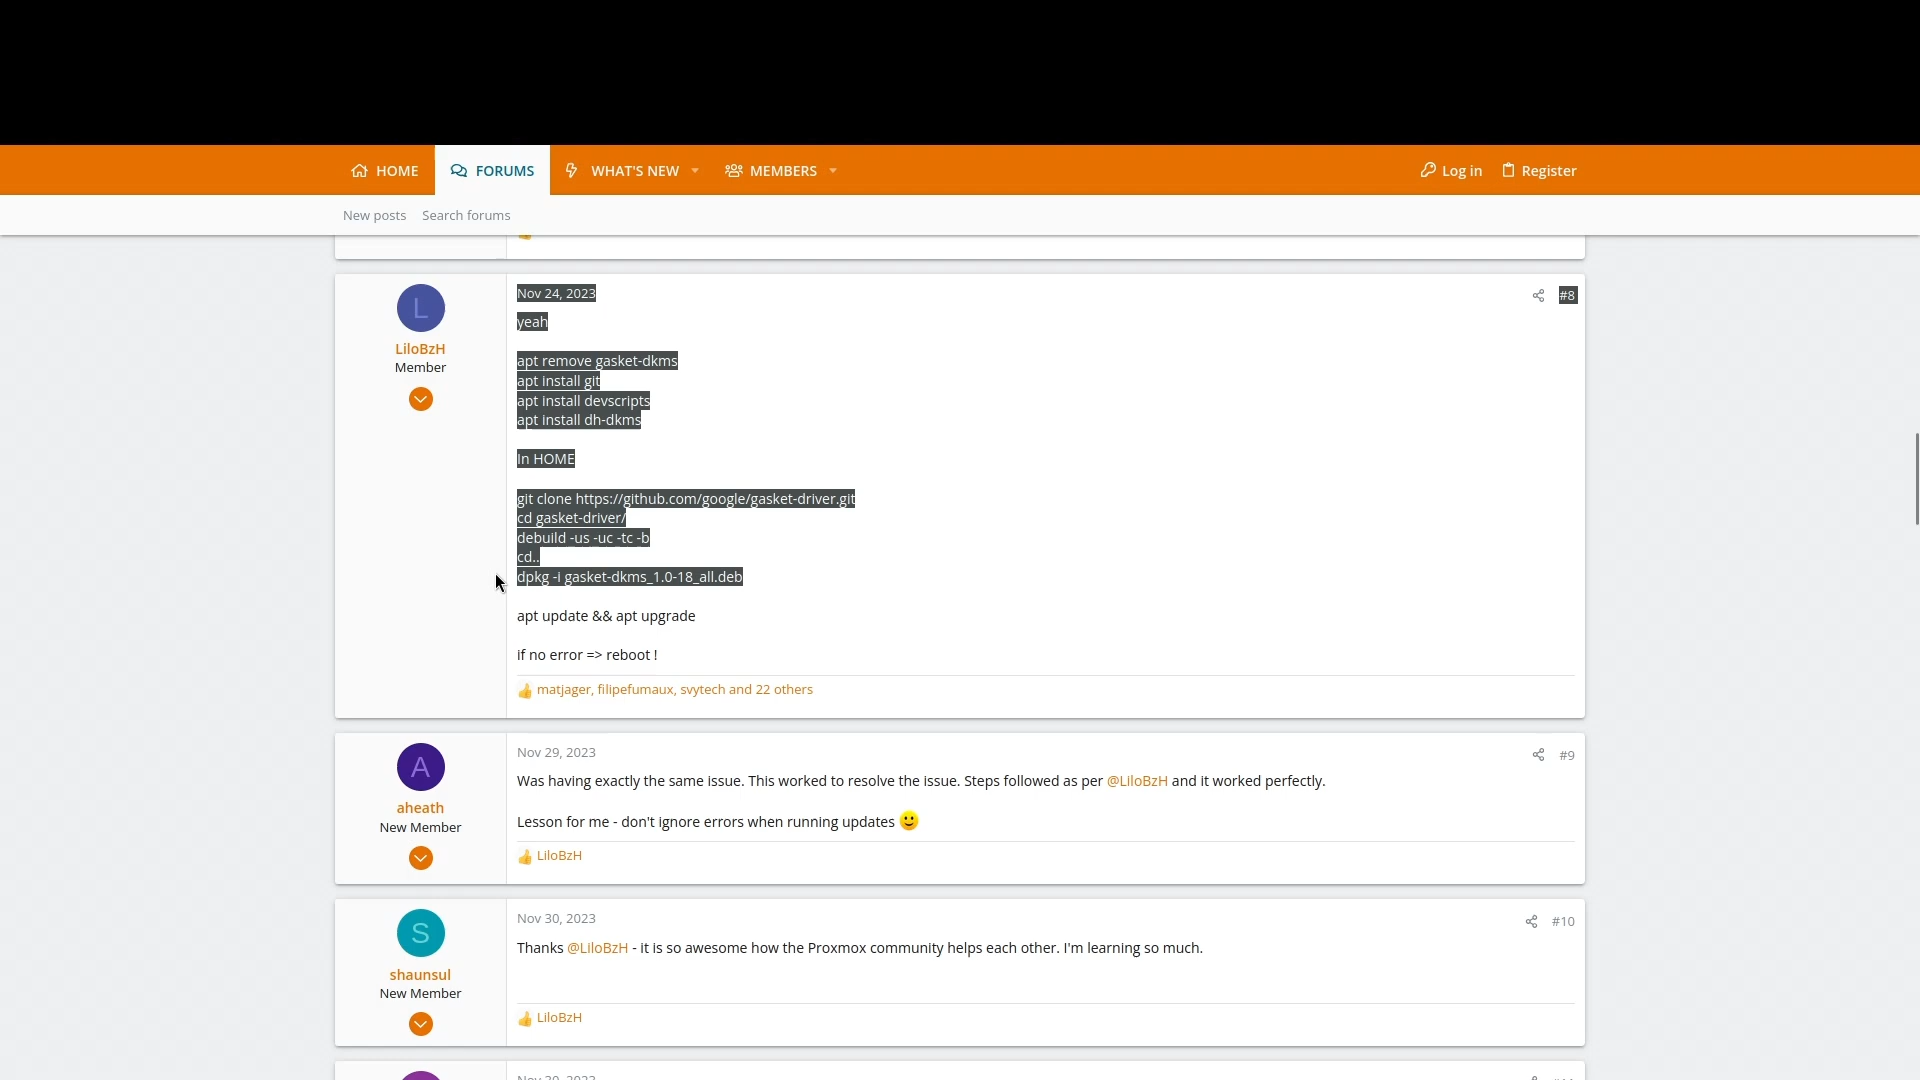 HOME
FORUMS
WHAT'S NEW
MEMBERS
Log in
Register
New posts
Search forums
L
LiloBzH
Member
Nov 24, 2023
#8
yeah
apt remove gasket-dkms
apt install git
apt install devscripts
apt install dh-dkms
In HOME
git clone https://github.com/google/gasket-driver.git
cd gasket-driver/
debuild -us -uc -tc -b
cd..
dpkg -i gasket-dkms_1.0-18_all.deb
apt update && apt upgrade
if no error => reboot !
matjager, filipefumaux, svytech and 22 others
A
aheath
New Member
Nov 29, 2023
#9
Was having exactly the same issue. This worked to resolve the issue. Steps followed as per @LiloBzH and it worked perfectly.
Lesson for me - don't ignore errors when running updates
LiloBzH
S
shaunsul
New Member
Nov 30, 2023
#10
Thanks @LiloBzH - it is so awesome how the Proxmox community helps each other. I'm learning so much.
LiloBzH